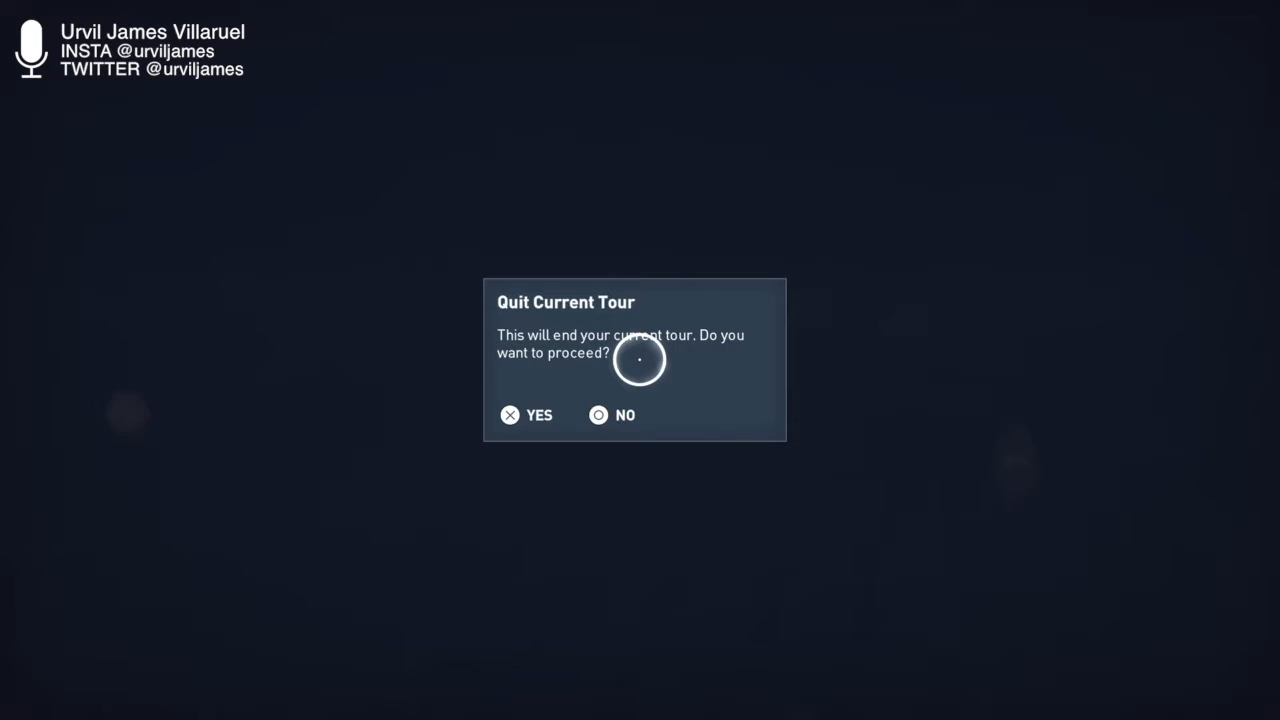 Urvil James Villaruel
INSTA @urviljames
TWITTER @urviljames
Quit Current Tour
This will end your current tour. Do you
want to proceed?
YES NO